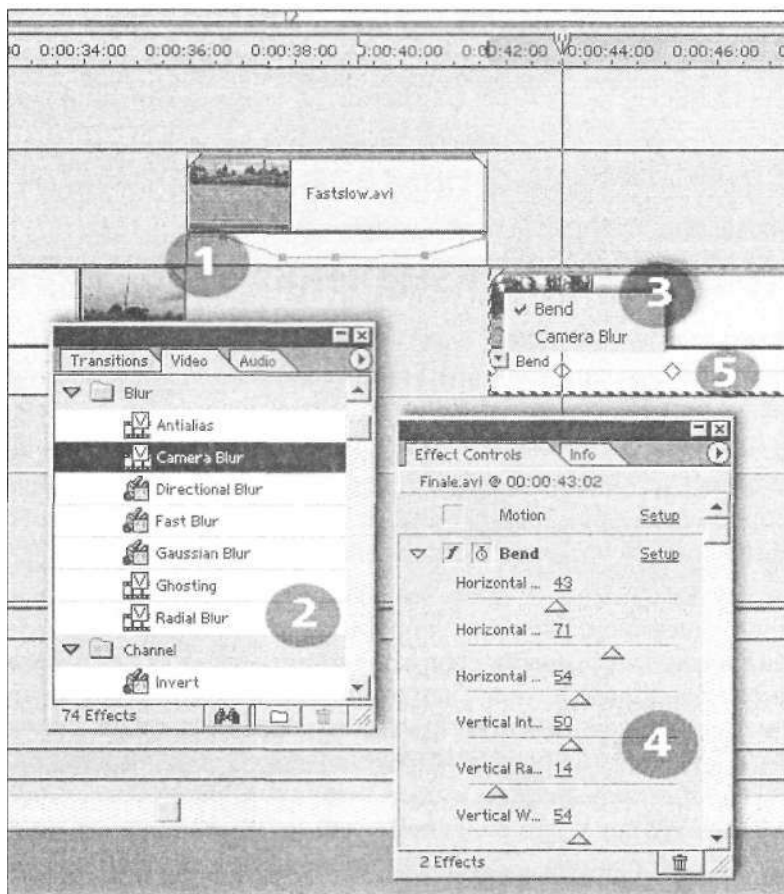 00 0:00:34:00 0:00:36:00 0:00:38:00 0:00:40:00 0:00:42:00 0:00:44:00 0:00:46:00
Fastslow.avi
1
3
Bend
Camera Blur
Bend
5
Transitions Video Audio
Blur
Antialias
Camera Blur
Directional Blur
Fast Blur
Gaussian Blur
Ghosting
Radial Blur
2
Channel
Invert
74 Effects
Effect Controls Info
Finale.avi @ 00:00:43:02
Motion Setup
Bend Setup
Horizontal ... 43
Horizontal ... 71
Horizontal ... 54
Vertical Int... 50
4
Vertical Ra... 14
Vertical W... 54
2 Effects